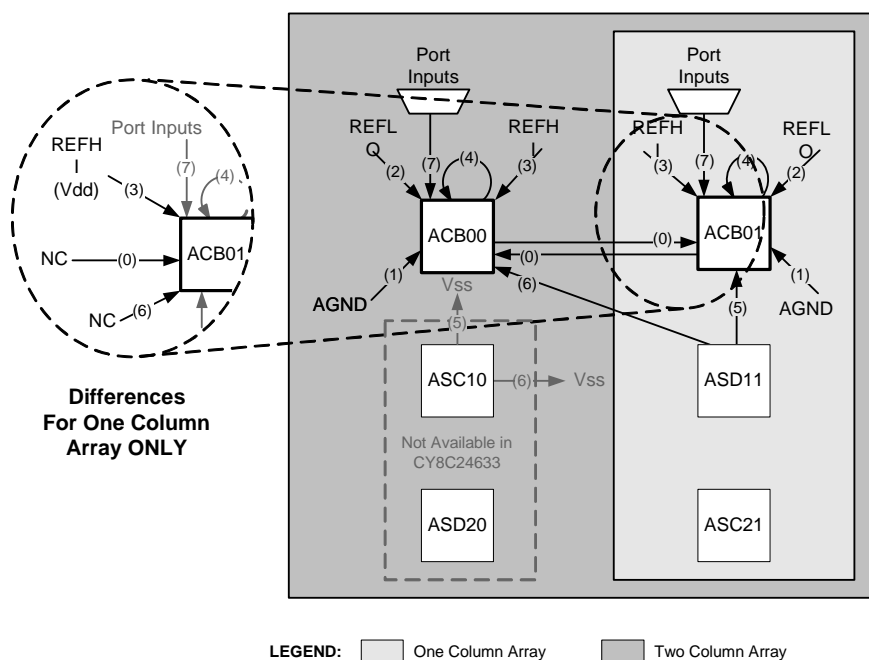 Port
Inputs
Port
Inputs
REFL
O
(2)
(7)
(4)
REFH
I
(3)
REFH
I
(3)
(7)
(4)
REFL
O
(2)
ACB00
ACB01
(0)
(0)
(1)
AGND
(6)
(1)
AGND
Vss
(5)
(5)
ASC10
(6)
Vss
ASD11
Not Available in
CY8C24633
ASD20
ASC21
Port Inputs
REFH
I
(Vdd)
(7)
(4)
(3)
ACB01
NC
(0)
NC
(6)
Differences
For One Column
Array ONLY
LEGEND:
One Column Array
Two Column Array